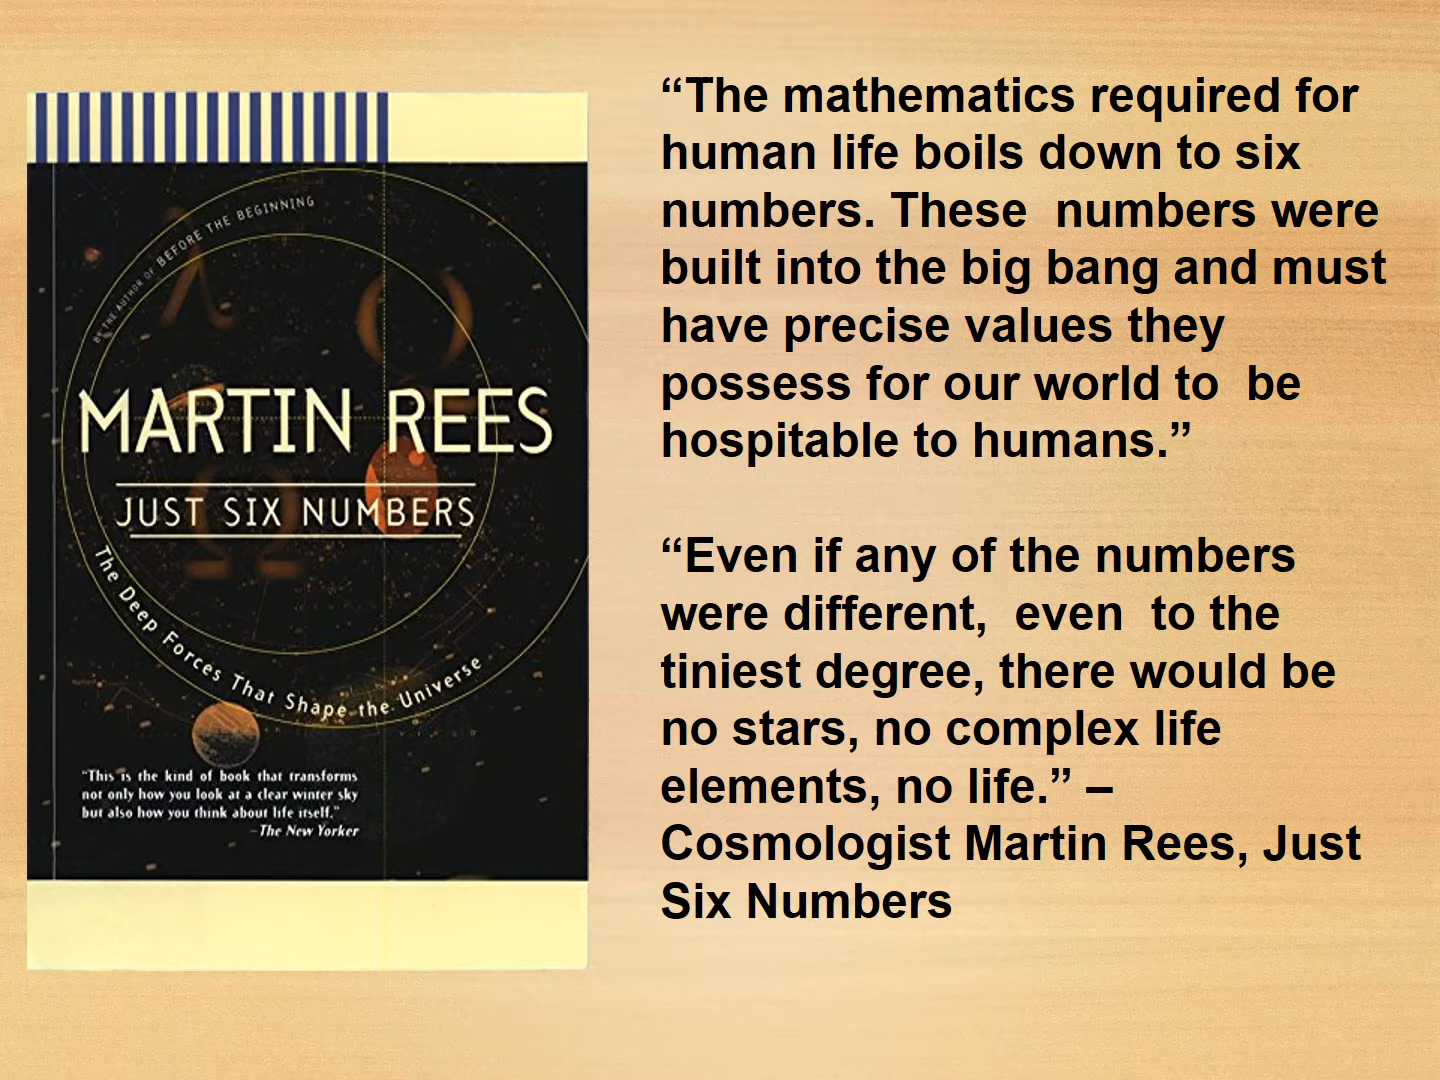 BY THE AUTHOR OF BEFORE THE BEGINNING
MARTIN REES
JUST SIX NUMBERS
The Deep Forces That Shape the Universe
"This is the kind of book that transforms
not only how you look at a clear winter sky
but also how you think about life itself."
–The New Yorker
“The mathematics required for
human life boils down to six
numbers. These  numbers were
built into the big bang and must
have precise values they
possess for our world to  be
hospitable to humans.”
“Even if any of the numbers
were different,  even  to the
tiniest degree, there would be
no stars, no complex life
elements, no life.” –
Cosmologist Martin Rees, Just
Six Numbers